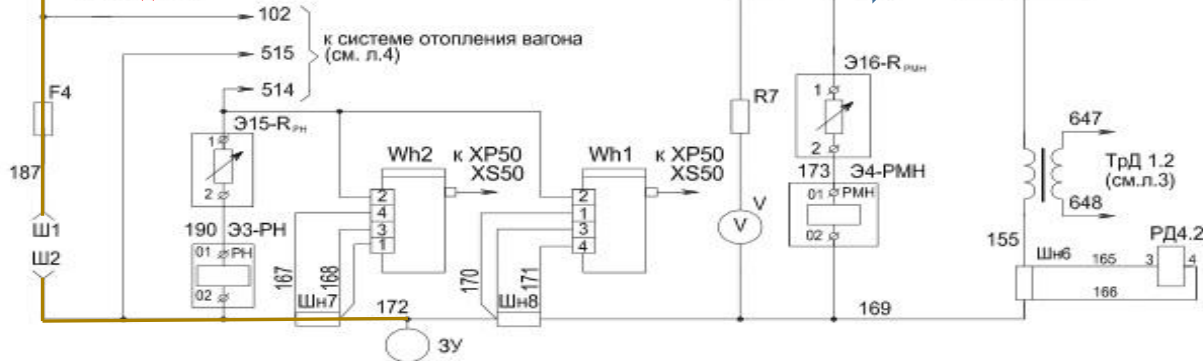 102
515
514
к системе отопления вагона
(см. л.4)
F4
187
Ш1
Ш2
Э15-RРН
1
2
190
Э3-РН
01
РН
02
Wh2
к ХР50
XS50
2
4
3
1
167
168
Шн7
172
ЗУ
Wh1
к ХР50
XS50
2
1
3
4
170
171
Шн8
R7
V
V
Э16-RРМН
1
2
173
Э4-РМН
01
РМН
02
169
647
ТрД 1.2
(см.л.3)
648
155
Шн6
165
166
РД4.2
3
4